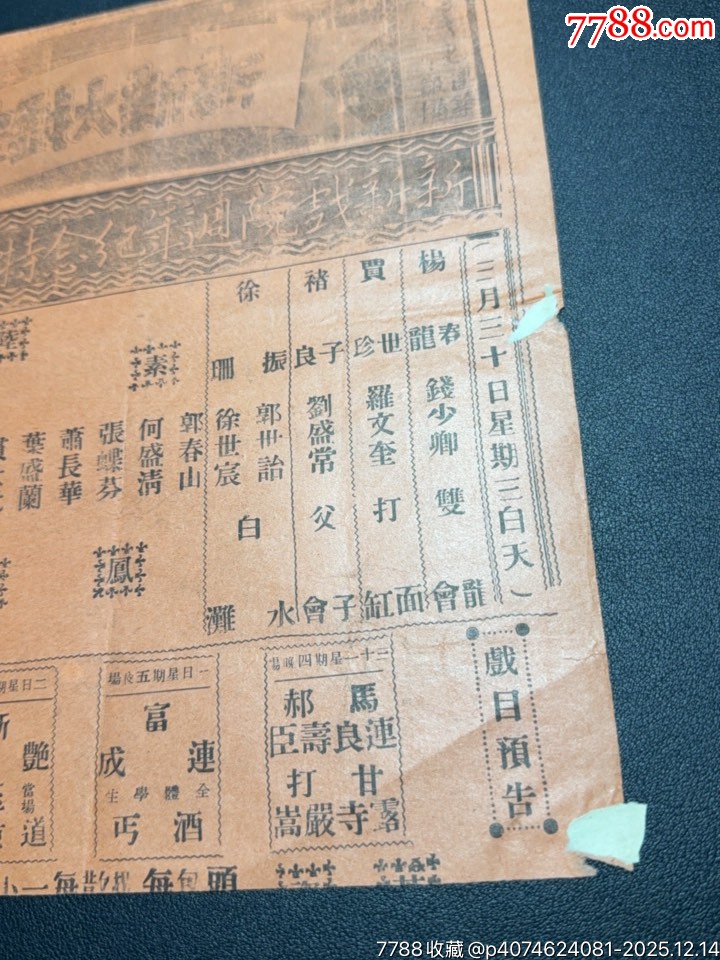 7788.com
新新戲院週年紀念特
（三月三十日星期三白天）
楊春龍 錢少卿 雙龍會
賈世珍 羅文奎 打面缸
褚子良 劉盛常 父子會
徐振珊 郭世詒 徐世宸 白水灘
郭春山
素
何盛清
張蝶芬
鳳
蕭長華
葉盛蘭
戲目預告
三十一星期四晚場
馬連良
郝壽臣
甘露寺
打嚴嵩
一日星期五晚場
富連成
全體學生
酒丐
二日星期
艷
當場
道
7788收藏 @p4074624081-2025.12.14